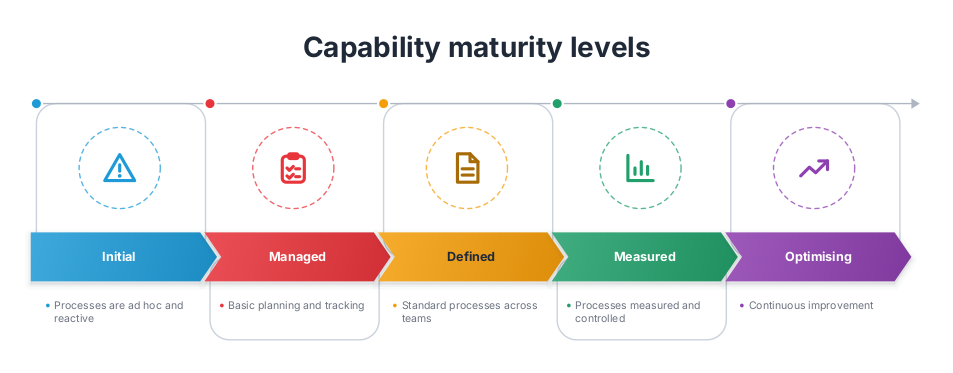 Capability maturity levels
Initial
Managed
Defined
Measured
Optimising
• Processes are ad hoc and
reactive
• Basic planning and tracking
• Standard processes across
teams
• Processes measured and
controlled
• Continuous improvement